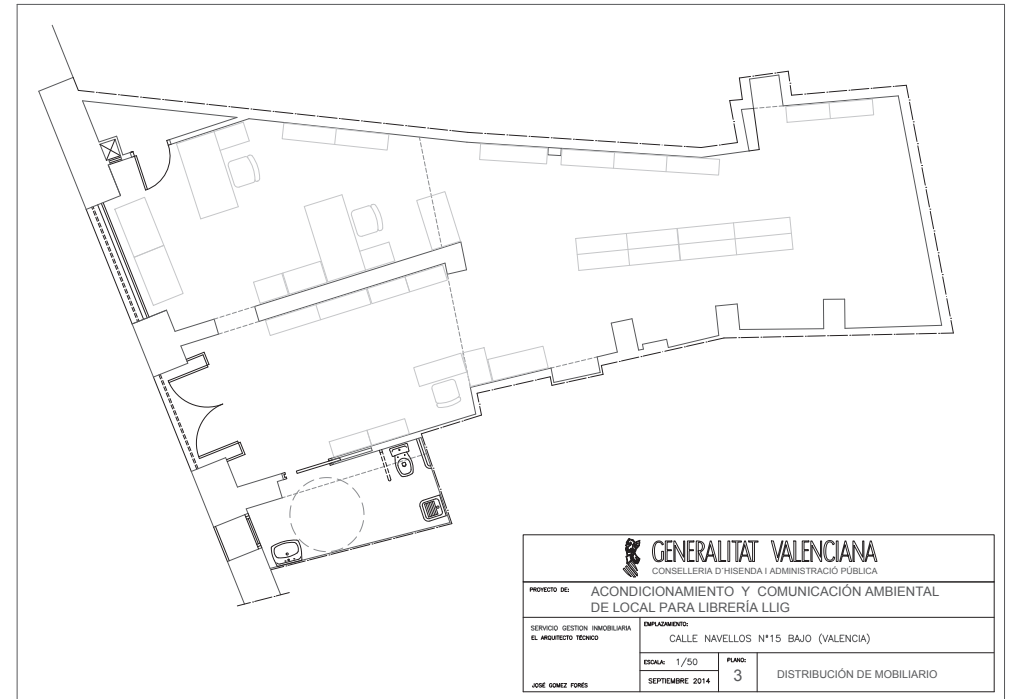 GENERALITAT VALENCIANA
CONSELLERIA D'HISENDA I ADMINISTRACIÓ PÚBLICA
PROYECTO DE: ACONDICIONAMIENTO Y COMUNICACIÓN AMBIENTAL
DE LOCAL PARA LIBRERÍA LLIG
SERVICIO GESTION INMOBILIARIA
EL ARQUITECTO TÉCNICO
JOSÉ GOMEZ FORÉS
EMPLAZAMIENTO:
CALLE NAVELLOS Nº15 BAJO (VALENCIA)
ESCALA: 1/50
SEPTIEMBRE 2014
PLANO:
3
DISTRIBUCIÓN DE MOBILIARIO